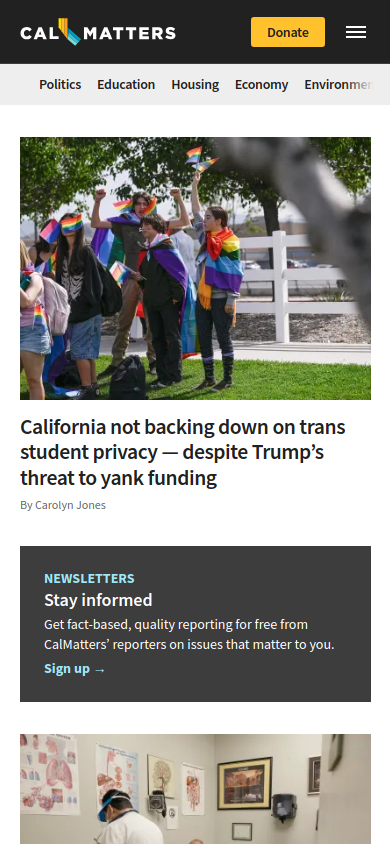 CAL MATTERS
Donate
Politics Education Housing Economy
California not backing down on trans
student privacy — despite Trump’s
threat to yank funding
By Carolyn Jones
NEWSLETTERS
Stay informed
Get fact-based, quality reporting for free from
CalMatters’ reporters on issues that matter to you.
Sign up →